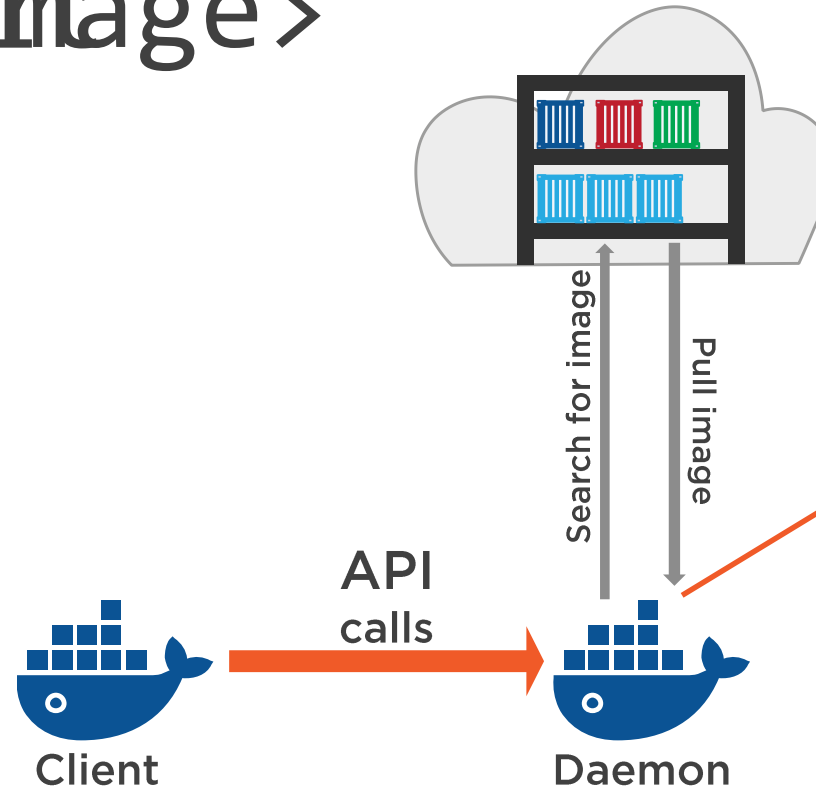 Search for image
Pull image
API
calls
Client
Daemon